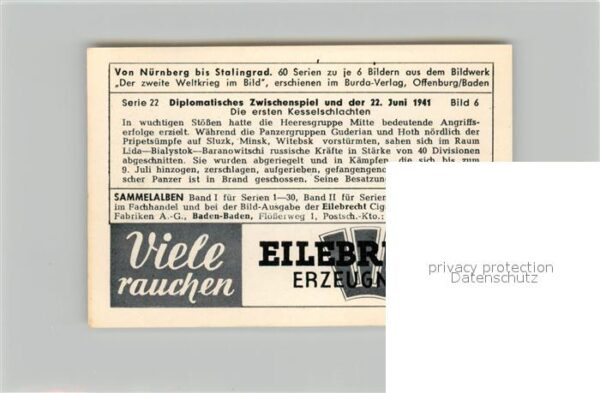 Von Nürnberg bis Stalingrad. 60 Serien zu je 6 Bildern aus dem Bildwerk
„Der zweite Weltkrieg im Bild", erschienen im Burda-Verlag, Offenburg/Baden
Serie 22 Diplomatisches Zwischenspiel und der 22. Juni 1941 Bild 6
Die ersten Kesselschlachten
In wuchtigen Stößen hatte die Heeresgruppe Mitte bedeutende Angriffs-
erfolge erzielt. Während die Panzergruppen Guderian und Hoth nördlich der
Pripetsümpfe auf Sluzk, Minsk, Witebsk vorstürmten, sahen sich im Raum
Lida—Bialystok—Baranowitschi russische Kräfte in Stärke von 40 Divisionen
abgeschnitten. Sie wurden abgeriegelt und in Kämpfen, die sich bis zum
9. Juli hinzogen, zerschlagen, aufgerieben, gefangengenom
scher Panzer ist in Brand geschossen. Seine Besatzun
SAMMELALBEN Band I für Serien 1—30, Band II für Serien
im Fachhandel und bei der Bild-Ausgabe der Eilebrecht Ciga
Fabriken A.-G., Baden-Baden, Flößerweg 1, Postsch.-Kto.:
Viele
rauchen
EILEBRE
ERZEUGN
privacy protection
Datenschutz